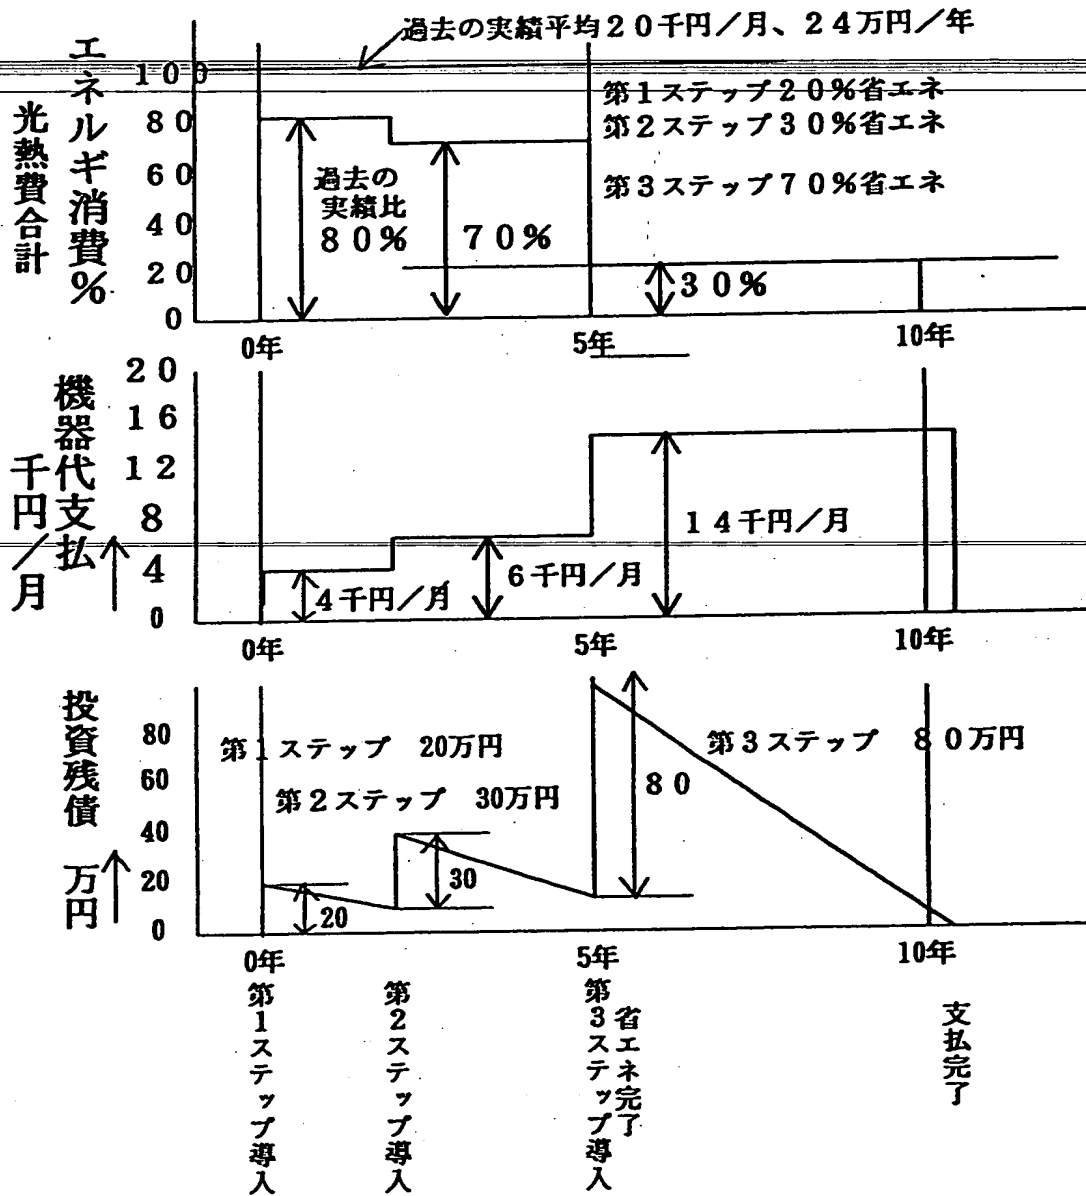 過去の実績平均20千円/月、24万円/年
エネルギ消費%
光熱費合計
100
80
60
40
20
0
第1ステップ20%省エネ
第2ステップ30%省エネ
第3ステップ70%省エネ
過去の
実績比
80%
70%
30%
0年
5年
10年
機器代支払
千円/月
20
16
12
8
4
0
4千円/月
6千円/月
14千円/月
0年
5年
10年
投資残債 万円
80
60
40
20
0
第1ステップ 20万円
第2ステップ 30万円
第3ステップ 80万円
20
30
80
0年
5年
10年
第1ステップ導入
第2ステップ導入
第3ステップ導入
省エネ完了
支払完了